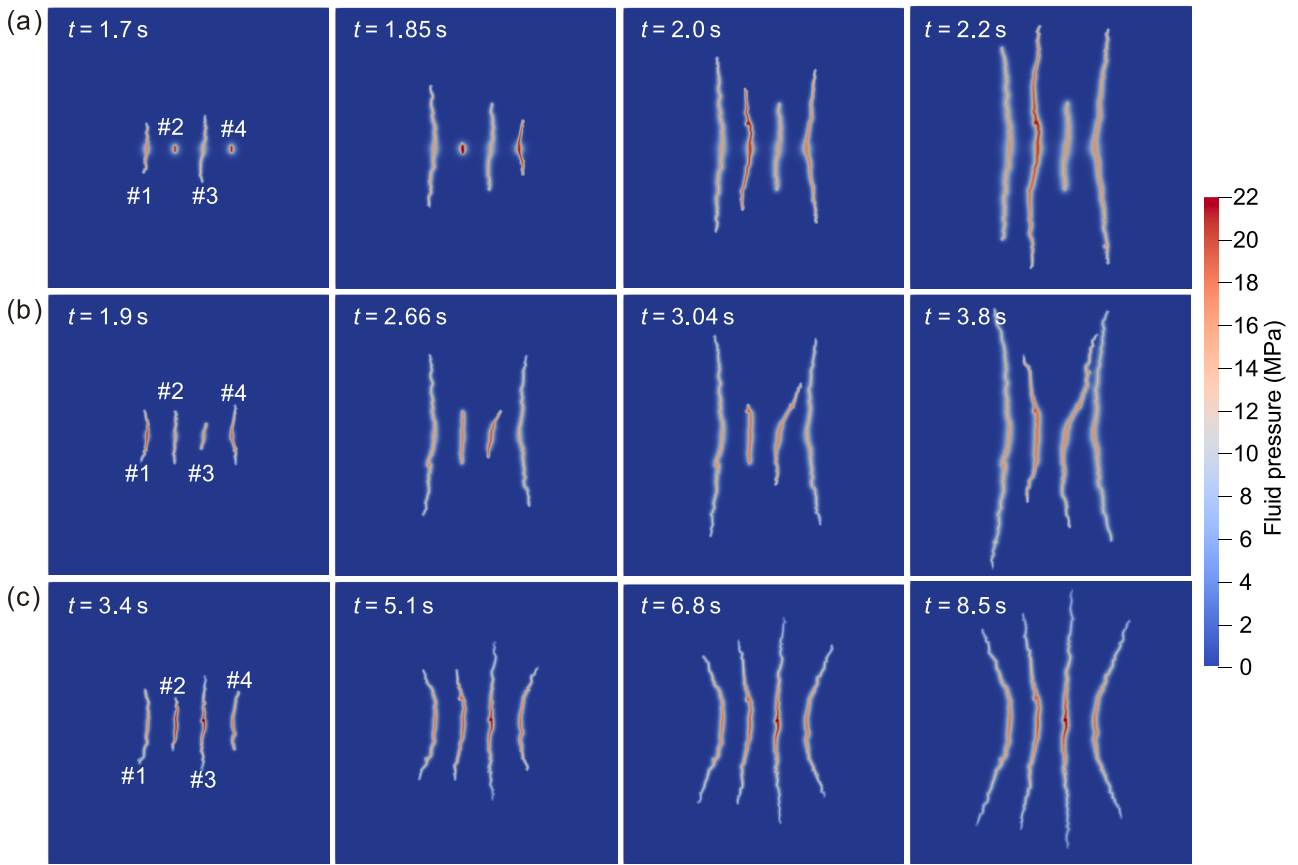 (a)
t = 1.7 s
t = 1.85 s
t = 2.0 s
t = 2.2 s
#2
#4
#1
#3
(b)
t = 1.9 s
t = 2.66 s
t = 3.04 s
t = 3.8 s
#2
#4
#1
#3
(c)
t = 3.4 s
t = 5.1 s
t = 6.8 s
t = 8.5 s
#2
#4
#1
#3
22
20
18
16
14
12
10
8
6
4
2
0
Fluid pressure (MPa)